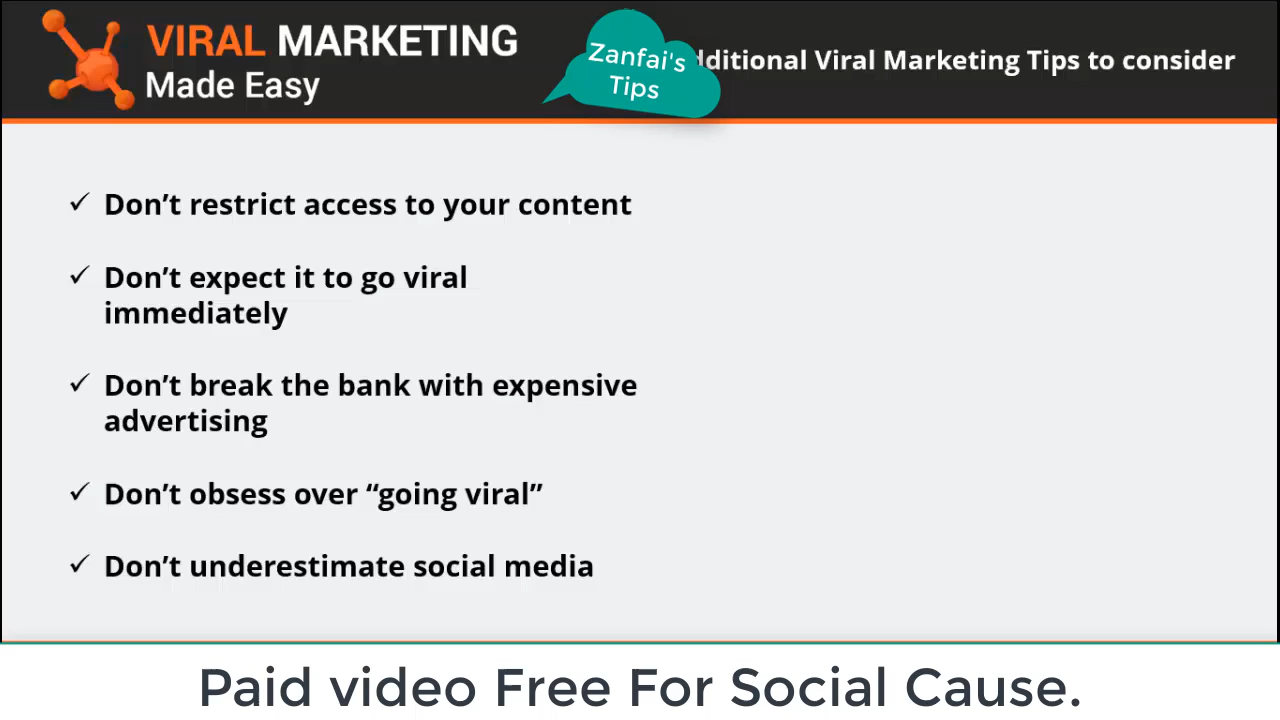 VIRAL MARKETING
Made Easy
Zanfai's
Tips
dditional Viral Marketing Tips to consider
✓ Don’t restrict access to your content
✓ Don’t expect it to go viral
immediately
✓ Don’t break the bank with expensive
advertising
✓ Don’t obsess over “going viral”
✓ Don’t underestimate social media
Paid video Free For Social Cause.